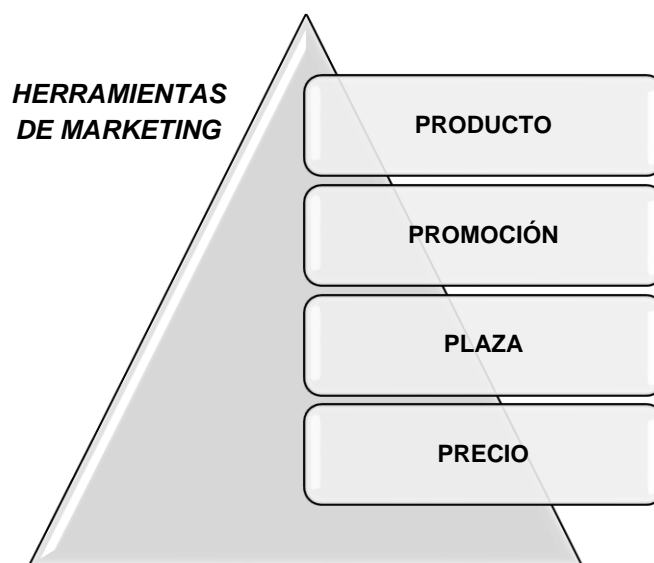 HERRAMIENTAS
DE MARKETING
PRODUCTO
PROMOCIÓN
PLAZA
PRECIO